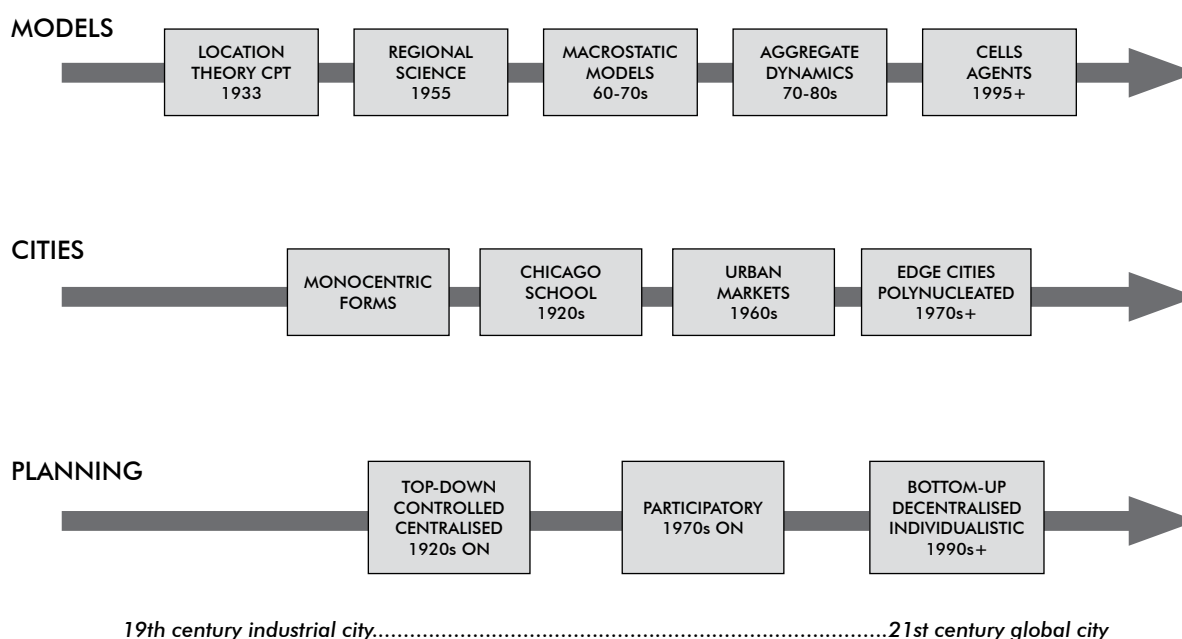 MODELS
LOCATION
THEORY CPT
1933
REGIONAL
SCIENCE
1955
MACROSTATIC
MODELS
60-70s
AGGREGATE
DYNAMICS
70-80s
CELLS
AGENTS
1995+
CITIES
MONOCENTRIC
FORMS
CHICAGO
SCHOOL
1920s
URBAN
MARKETS
1960s
EDGE CITIES
POLYNUCLEATED
1970s+
PLANNING
TOP-DOWN
CONTROLLED
CENTRALISED
1920s ON
PARTICIPATORY
1970s ON
BOTTOM-UP
DECENTRALISED
INDIVIDUALISTIC
1990s+
19th century industrial city..........................................................................................21st century global city